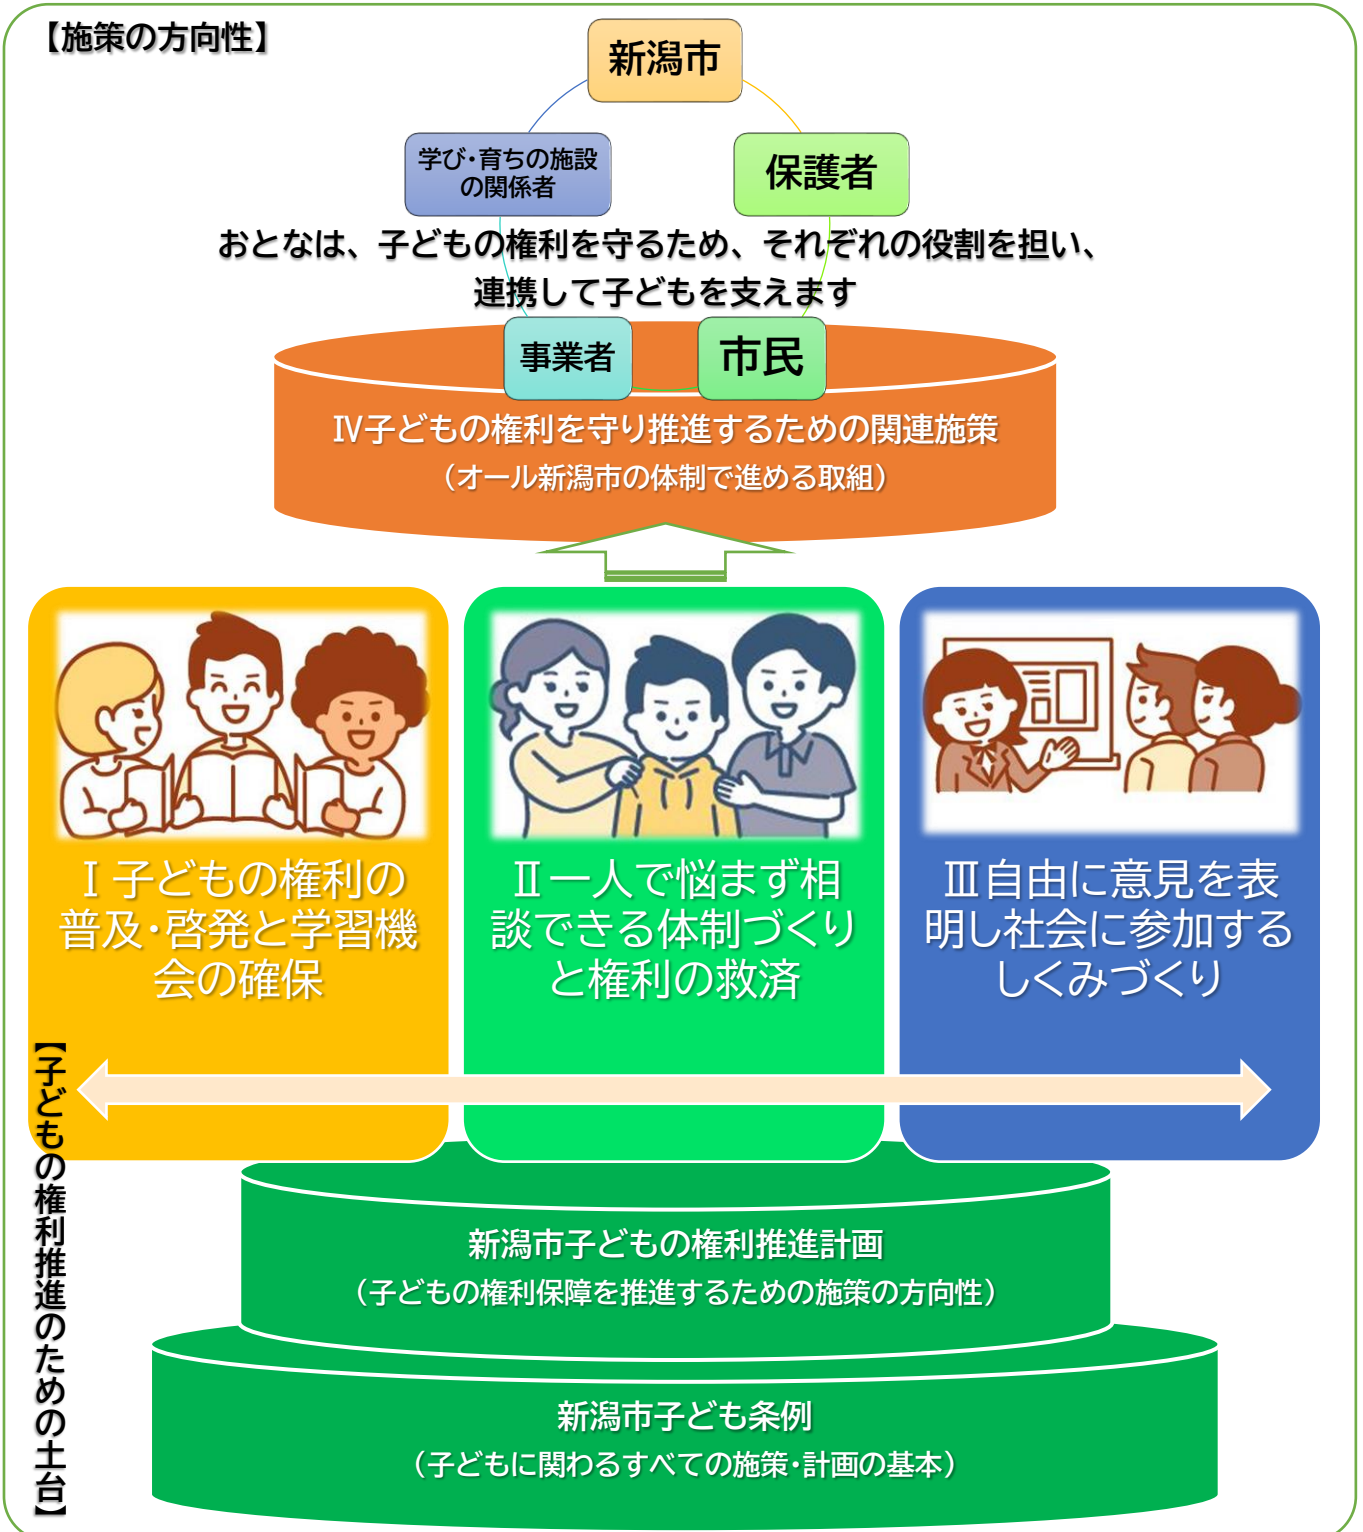 【施策の方向性】
新潟市
学び・育ちの施設
の関係者
保護者
おとなは、子どもの権利を守るため、それぞれの役割を担い、
連携して子どもを支えます
事業者
市民
Ⅳ子どもの権利を守り推進するための関連施策
（オール新潟市の体制で進める取組）
Ⅰ 子どもの権利の
普及・啓発と学習機
会の確保
Ⅱ一人で悩まず相
談できる体制づくり
と権利の救済
Ⅲ自由に意見を表
明し社会に参加する
しくみづくり
【子どもの権利推進のための土台】
新潟市子どもの権利推進計画
（子どもの権利保障を推進するための施策の方向性）
新潟市子ども条例
（子どもに関わるすべての施策・計画の基本）